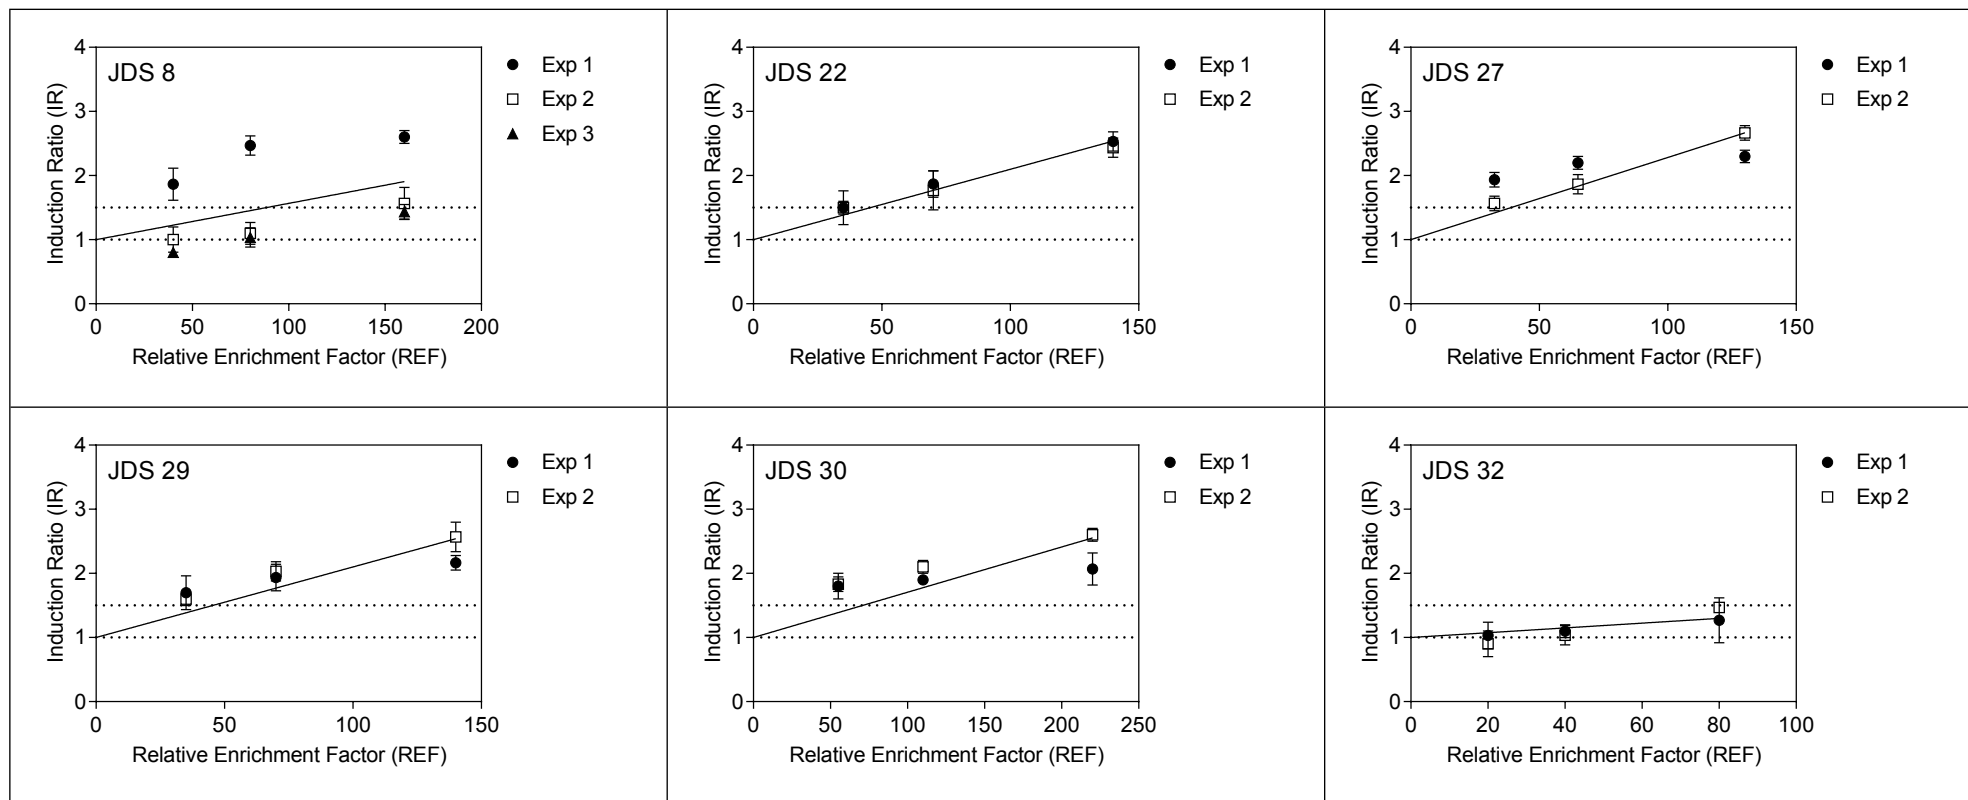 JDS 8
Exp 1
Exp 2
Exp 3
4
3
2
1
0
Induction Ratio (IR)
0 50 100 150 200
Relative Enrichment Factor (REF)
JDS 22
Exp 1
Exp 2
4
3
2
1
0
Induction Ratio (IR)
0 50 100 150
Relative Enrichment Factor (REF)
JDS 27
Exp 1
Exp 2
4
3
2
1
0
Induction Ratio (IR)
0 50 100 150
Relative Enrichment Factor (REF)
JDS 29
Exp 1
Exp 2
4
3
2
1
0
Induction Ratio (IR)
0 50 100 150
Relative Enrichment Factor (REF)
JDS 30
Exp 1
Exp 2
4
3
2
1
0
Induction Ratio (IR)
0 50 100 150 200 250
Relative Enrichment Factor (REF)
JDS 32
Exp 1
Exp 2
4
3
2
1
0
Induction Ratio (IR)
0 20 40 60 80 100
Relative Enrichment Factor (REF)